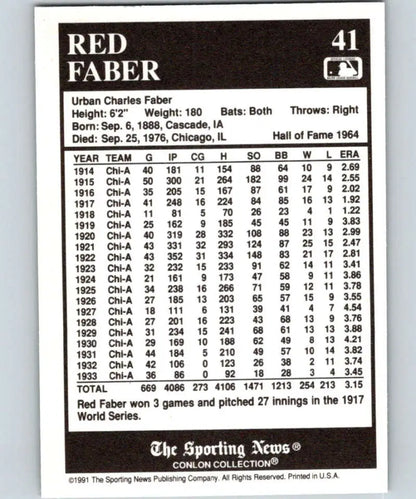 RED
FABER
41
Urban Charles Faber
Height: 6'2" Weight: 180 Bats: Both Throws: Right
Born: Sep. 6, 1888, Cascade, IA
Died: Sep. 25, 1976, Chicago, IL Hall of Fame 1964
YEAR TEAM G IP CG H SO BB W L ERA
1914 Chi-A 40 181 11 154 88 64 10 9 2.69
1915 Chi-A 50 300 21 264 182 99 24 14 2.55
1916 Chi-A 35 205 15 167 87 61 17 9 2.02
1917 Chi-A 41 248 16 224 84 85 16 13 1.92
1918 Chi-A 11 81 5 70 26 23 4 1 1.22
1919 Chi-A 25 162 9 185 45 45 11 9 3.83
1920 Chi-A 40 319 28 332 108 88 23 13 2.99
1921 Chi-A 43 331 32 293 124 87 25 15 2.47
1922 Chi-A 43 352 31 334 148 83 21 17 2.81
1923 Chi-A 32 232 15 233 91 62 14 11 3.41
1924 Chi-A 21 161 9 173 47 58 9 11 3.86
1925 Chi-A 34 238 16 266 71 59 12 11 3.78
1926 Chi-A 27 185 13 203 65 57 15 9 3.55
1927 Chi-A 18 111 6 131 39 41 4 7 4.54
1928 Chi-A 27 201 16 223 43 68 13 9 3.76
1929 Chi-A 31 234 15 241 68 61 13 13 3.88
1930 Chi-A 29 169 10 188 62 49 8 13 4.21
1931 Chi-A 44 184 5 210 49 57 10 14 3.82
1932 Chi-A 42 106 0 123 26 38 2 11 3.74
1933 Chi-A 36 86 0 92 18 28 3 4 3.45
TOTAL 669 4086 273 4106 1471 1213 254 213 3.15
Red Faber won 3 games and pitched 27 innings in the 1917
World Series.
The Sporting News®
CONLON COLLECTION®
©1991 The Sporting News Publishing Company. All Rights Reserved. Printed in U.S.A.